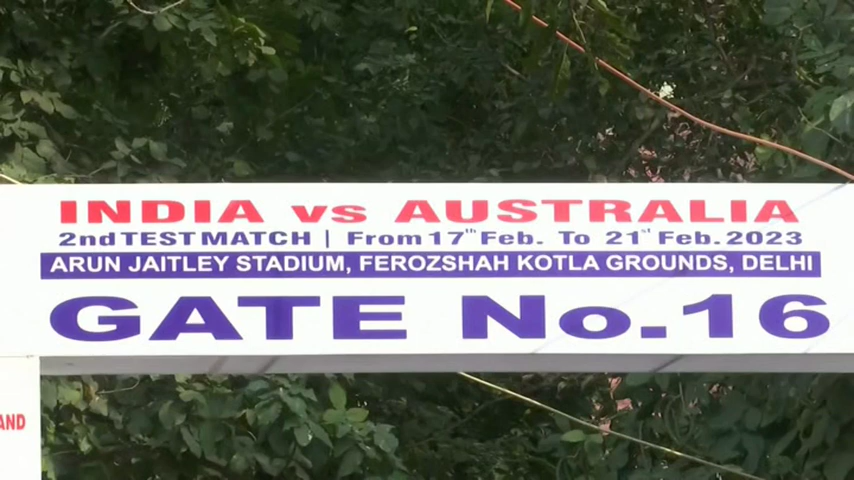 INDIA vs AUSTRALIA
2nd TEST MATCH | From 17th Feb. To 21st Feb. 2023
ARUN JAITLEY STADIUM, FEROZSHAH KOTLA GROUNDS, DELHI
GATE No.16
AND